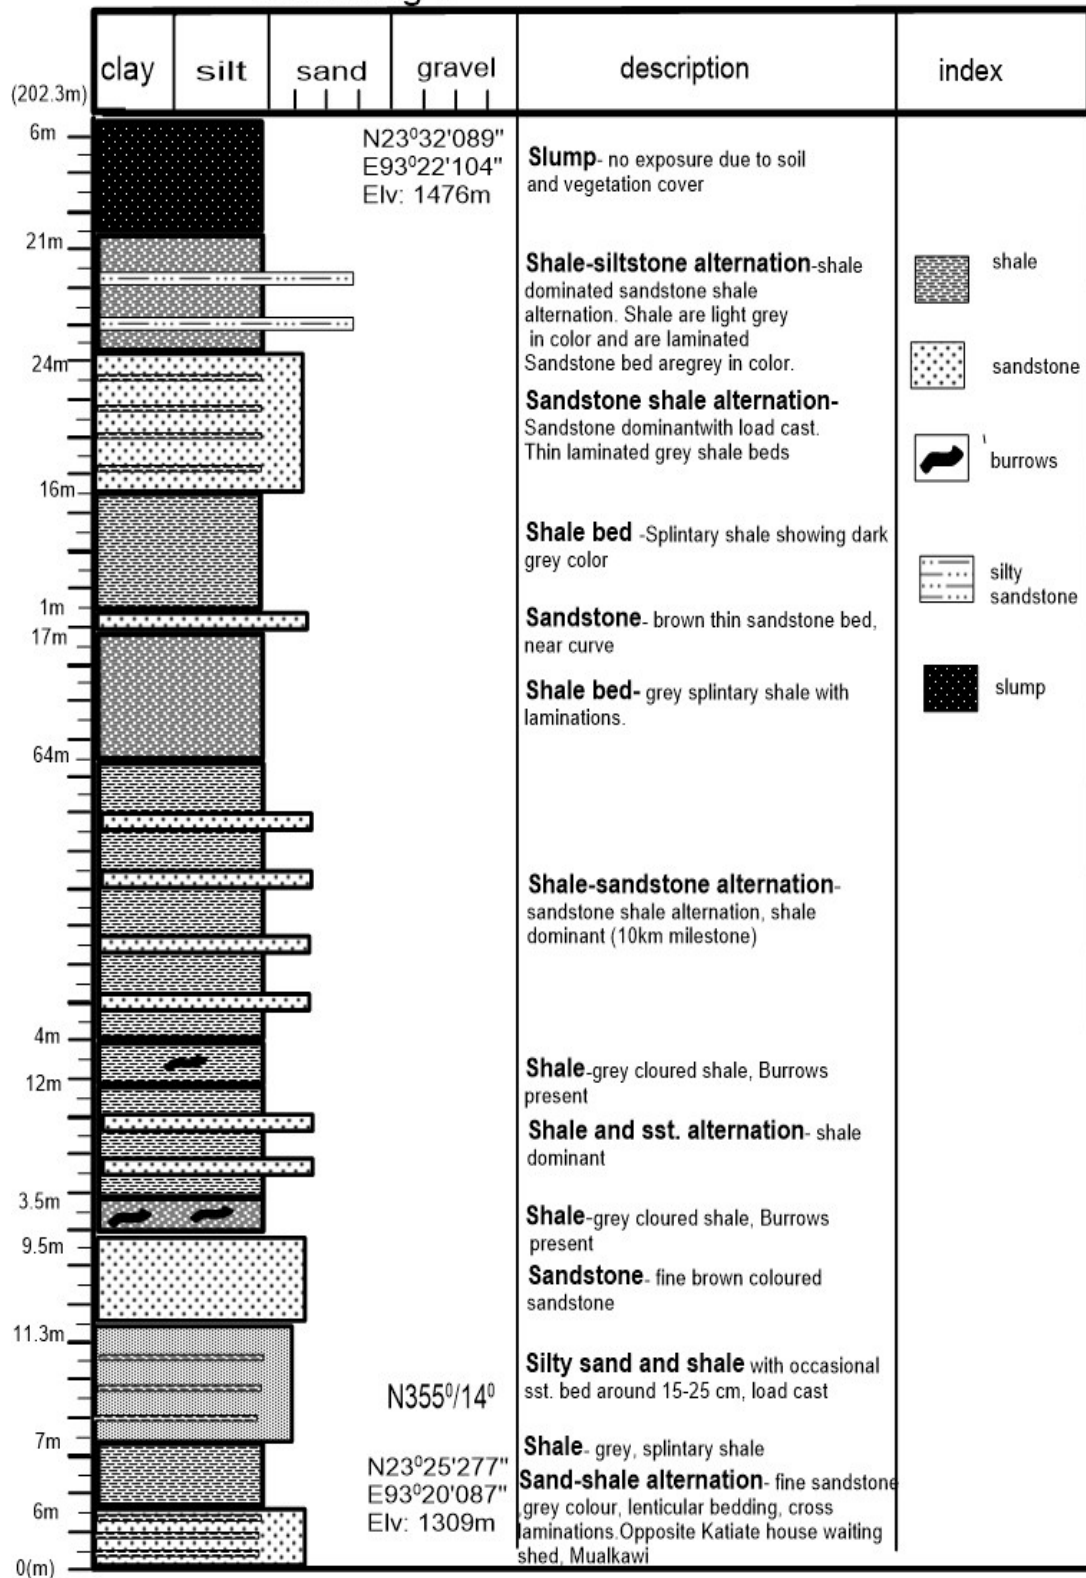 clay silt sand gravel description index
(202.3m)
6m
21m
24m
16m
1m
17m
64m
4m
12m
3.5m
9.5m
11.3m
7m
6m
0(m)
N23⁰32'089"
E93⁰22'104"
Elv: 1476m
N355⁰/14⁰
N23⁰25'277"
E93⁰20'087"
Elv: 1309m
Slump- no exposure due to soil
and vegetation cover
Shale-siltstone alternation-shale
dominated sandstone shale
alternation. Shale are light grey
in color and are laminated
Sandstone bed aregrey in color.
Sandstone shale alternation-
Sandstone dominantwith load cast.
Thin laminated grey shale beds
Shale bed -Splintary shale showing dark
grey color
Sandstone- brown thin sandstone bed,
near curve
Shale bed- grey splintary shale with
laminations.
Shale-sandstone alternation-
sandstone shale alternation, shale
dominant (10km milestone)
Shale-grey cloured shale, Burrows
present
Shale and sst. alternation- shale
dominant
Shale-grey cloured shale, Burrows
present
Sandstone- fine brown coloured
sandstone
Silty sand and shale with occasional
sst. bed around 15-25 cm, load cast
Shale- grey, splintary shale
Sand-shale alternation- fine sandstone
,grey colour, lenticular bedding, cross
laminations.Opposite Katiate house waiting
shed, Mualkawi
shale
sandstone
burrows
silty
sandstone
slump